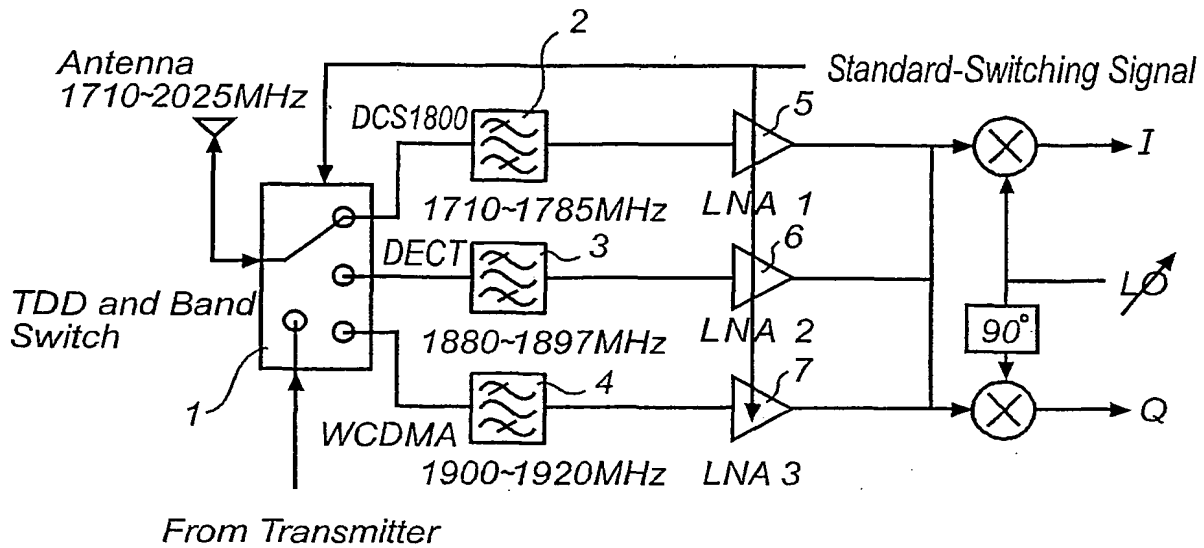 2
Antenna
1710~2025MHz
Standard-Switching Signal
DCS1800
5
I
1710~1785MHz
LNA 1
DECT
3
6
LO
TDD and Band
Switch
1880~1897MHz
LNA 2
90°
1
4
7
WCDMA
Q
1900~1920MHz
LNA 3
From Transmitter